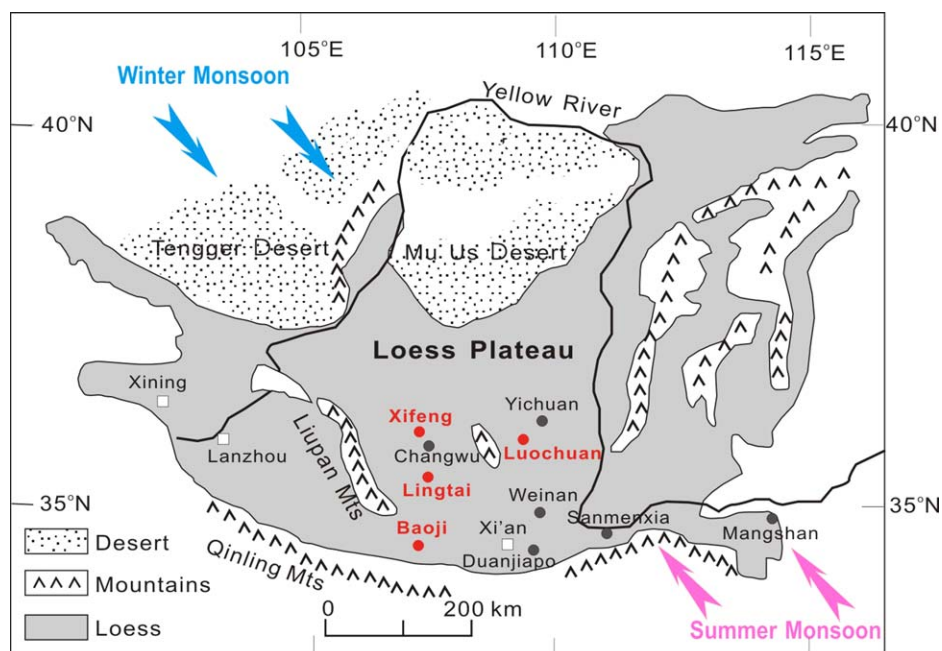 105°E
110°E
115°E
Winter Monsoon
Yellow River
40°N
40°N
Tengger Desert
Mu Us Desert
Loess Plateau
Xining
Yichuan
Xifeng
Luochuan
Lanzhou
Changwu
Liupan Mts
Lingtai
Weinan
35°N
35°N
Baoji
Xi'an
Sanmenxia
Mangshan
Desert
Duanjiapo
Qinling Mts
Mountains
0
200 km
Loess
Summer Monsoon